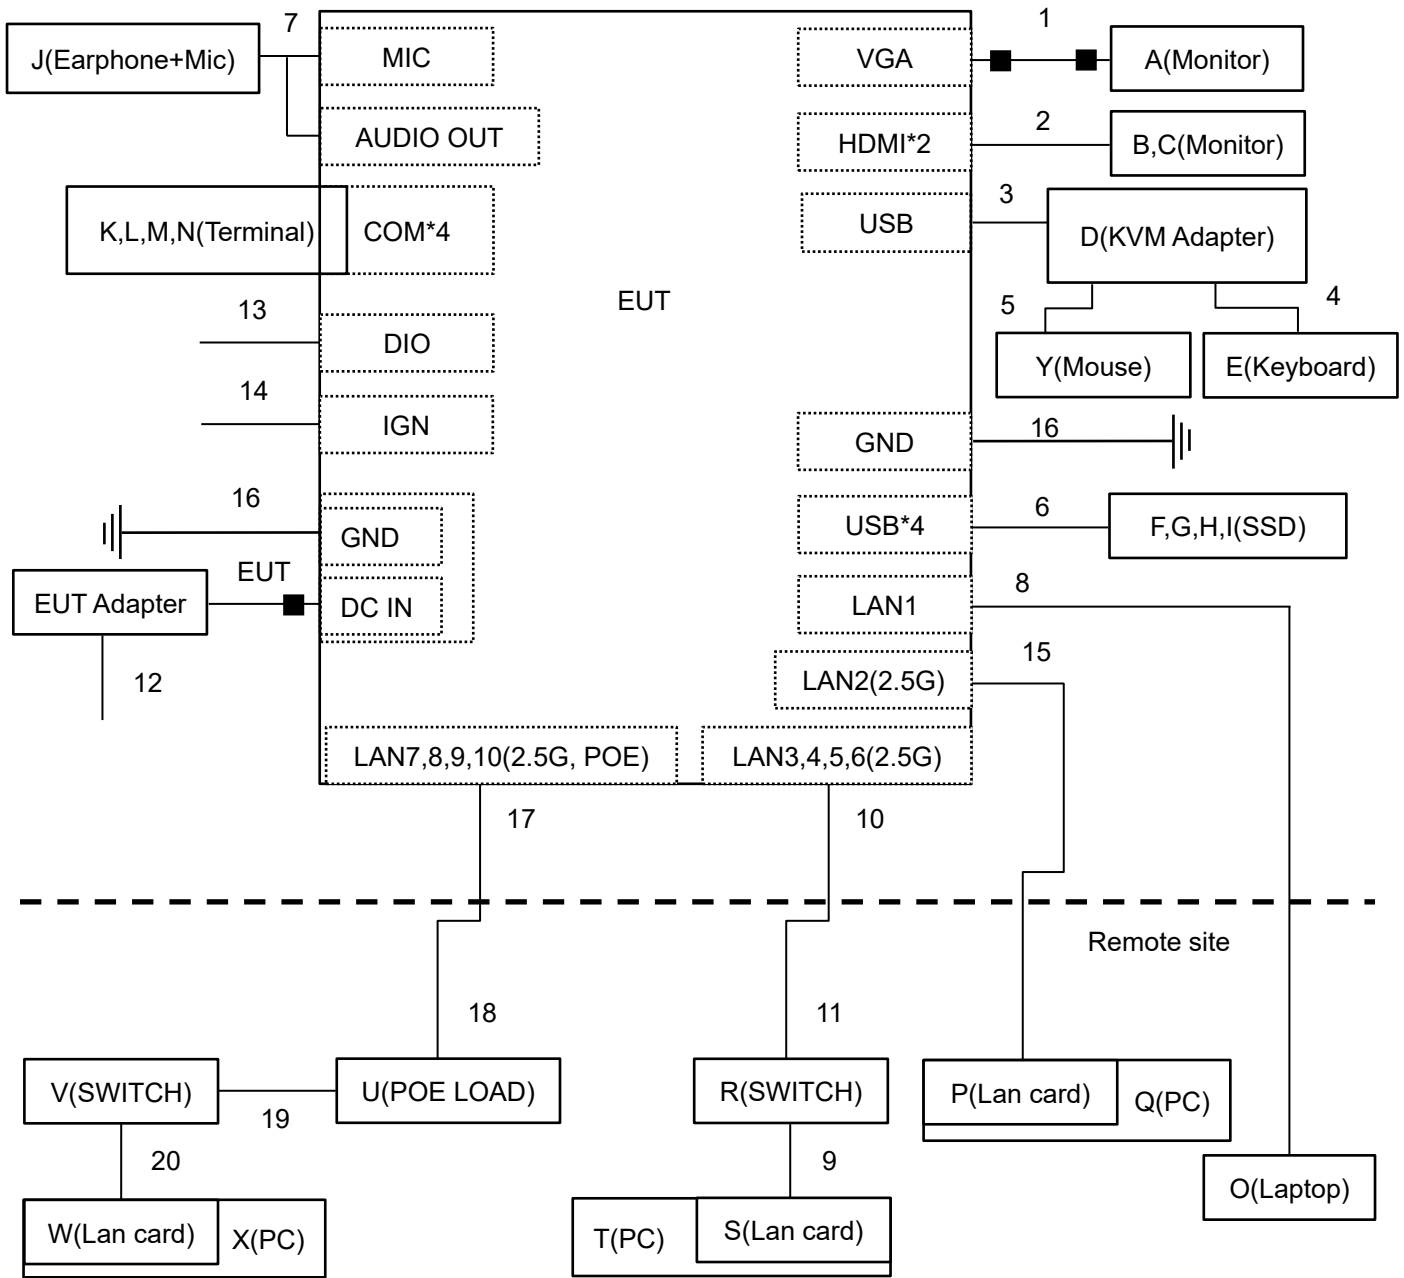 7
1
J(Earphone+Mic)
MIC
VGA
A(Monitor)
AUDIO OUT
2
HDMI*2
B,C(Monitor)
K,L,M,N(Terminal)
COM*4
3
USB
D(KVM Adapter)
EUT
13
DIO
5
4
Y(Mouse)
E(Keyboard)
14
IGN
GND
16
16
GND
USB*4
6
F,G,H,I(SSD)
EUT
EUT Adapter
DC IN
LAN1
8
12
LAN2(2.5G)
15
LAN7,8,9,10(2.5G, POE)
LAN3,4,5,6(2.5G)
17
10
Remote site
18
11
V(SWITCH)
19
U(POE LOAD)
R(SWITCH)
P(Lan card)
Q(PC)
20
9
O(Laptop)
W(Lan card)
X(PC)
T(PC)
S(Lan card)